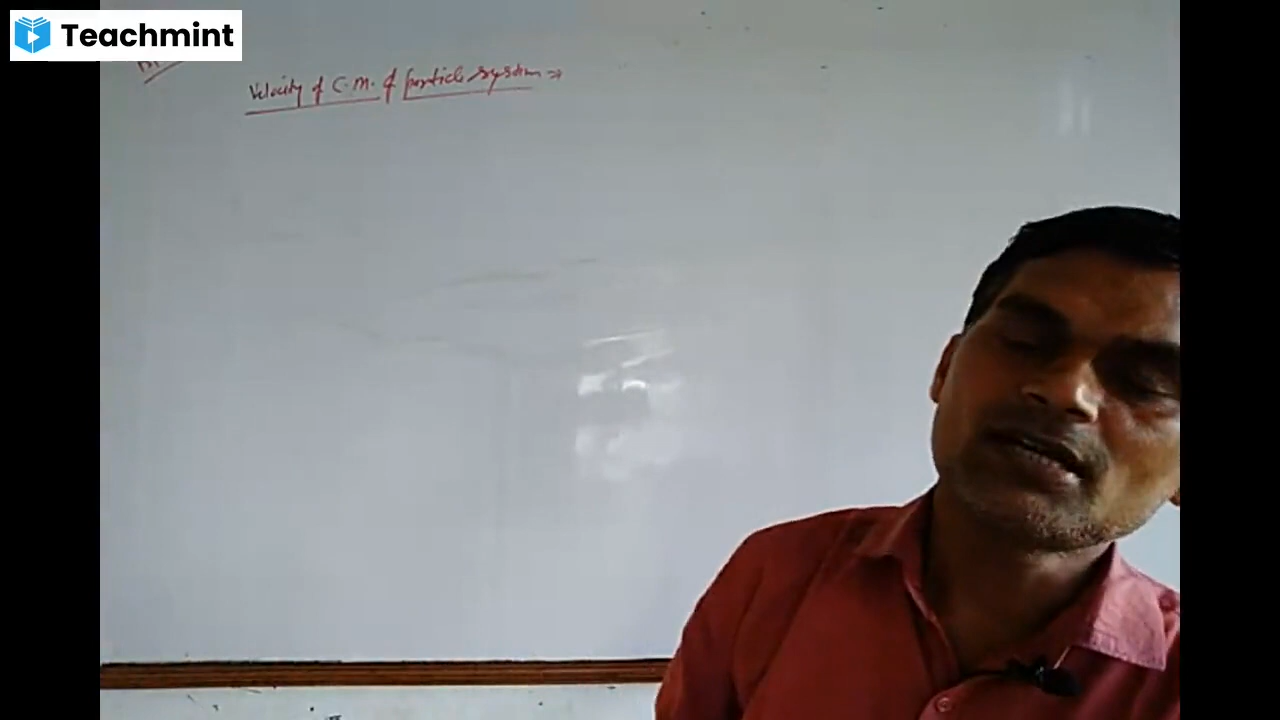 Teachmint
Velocity of C.M. of particle system →